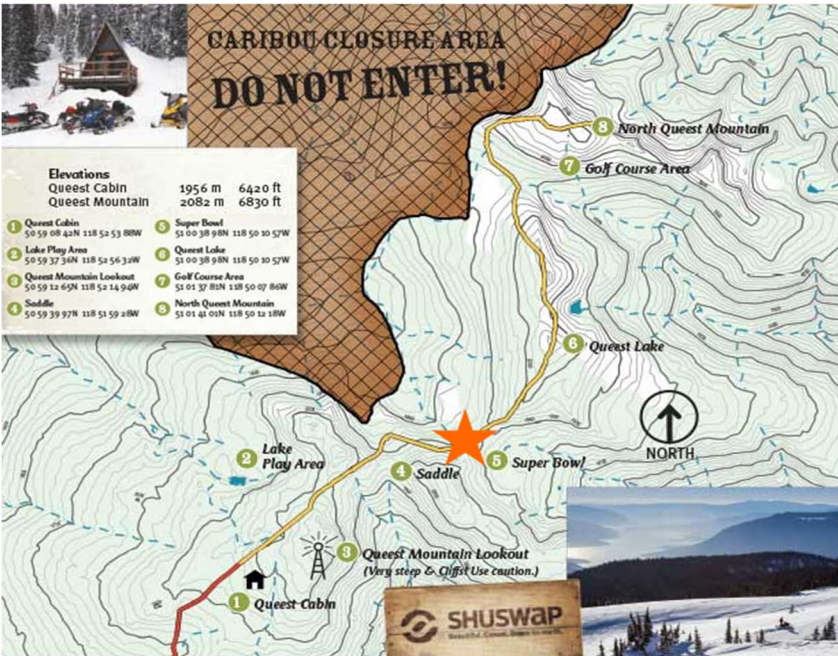 CARIBOU CLOSURE AREA
DO NOT ENTER!
Elevations
Queest Cabin 1956 m 6420 ft
Queest Mountain 2082 m 6830 ft
1 Queest Cabin
50 59 08 42N 118 52 53 88W
2 Lake Play Area
50 59 37 36N 118 52 56 32W
3 Quest Mountain Lookout
50 59 12 65N 118 52 14 94W
4 Saddle
50 59 39 97N 118 51 59 28W
5 Super Bowl
51 00 38 98N 118 50 10 57W
6 Queest Lake
51 00 38 98N 118 50 10 57W
7 Golf Course Area
51 01 37 81N 118 50 07 86W
8 North Queest Mountain
51 01 41 01N 118 50 12 18W
8 North Queest Mountain
7 Golf Course Area
6 Queest Lake
NORTH
2 Lake
Play Area
4 Saddle
5 Super Bowl
3 Queest Mountain Lookout
(Very steep & Cliffs! Use caution.)
1 Queest Cabin
SHUSWAP